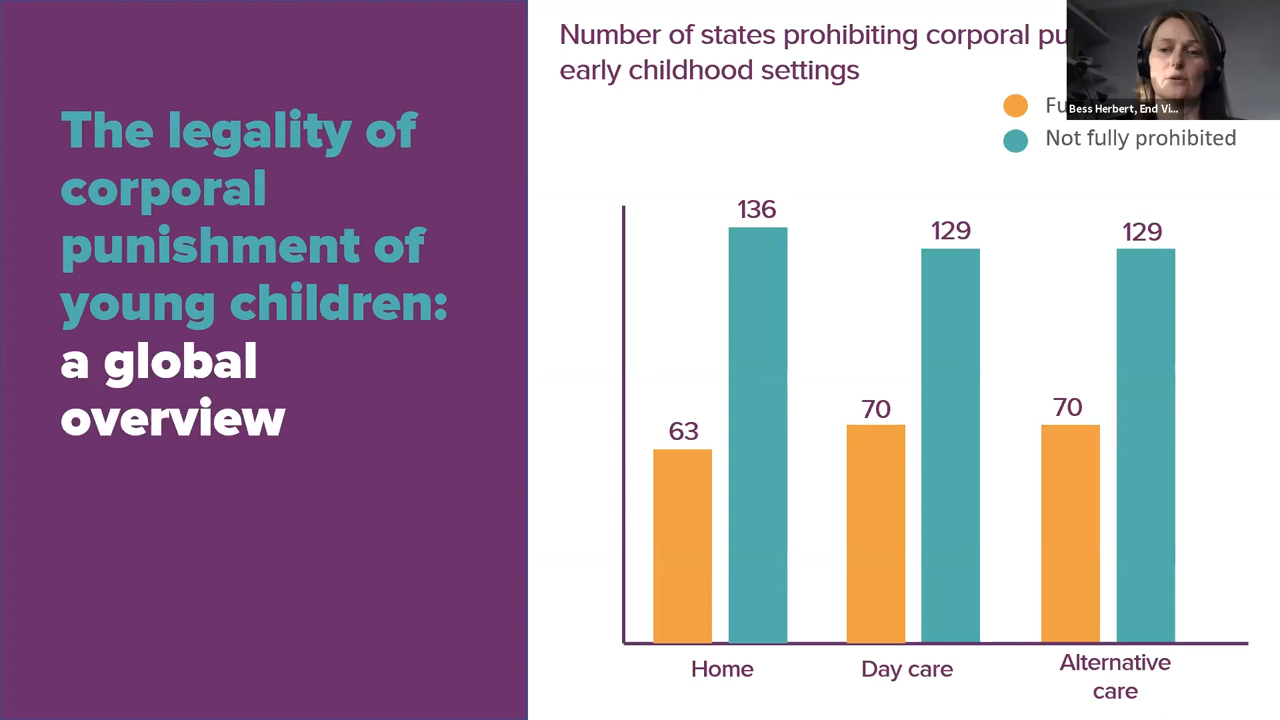 The legality of
corporal
punishment of
young children:
a global
overview
Number of states prohibiting corporal
early childhood settings
Bess Herbert, End Vi...
Not fully prohibited
136
129
129
63
70
70
Home
Day care
Alternative
care